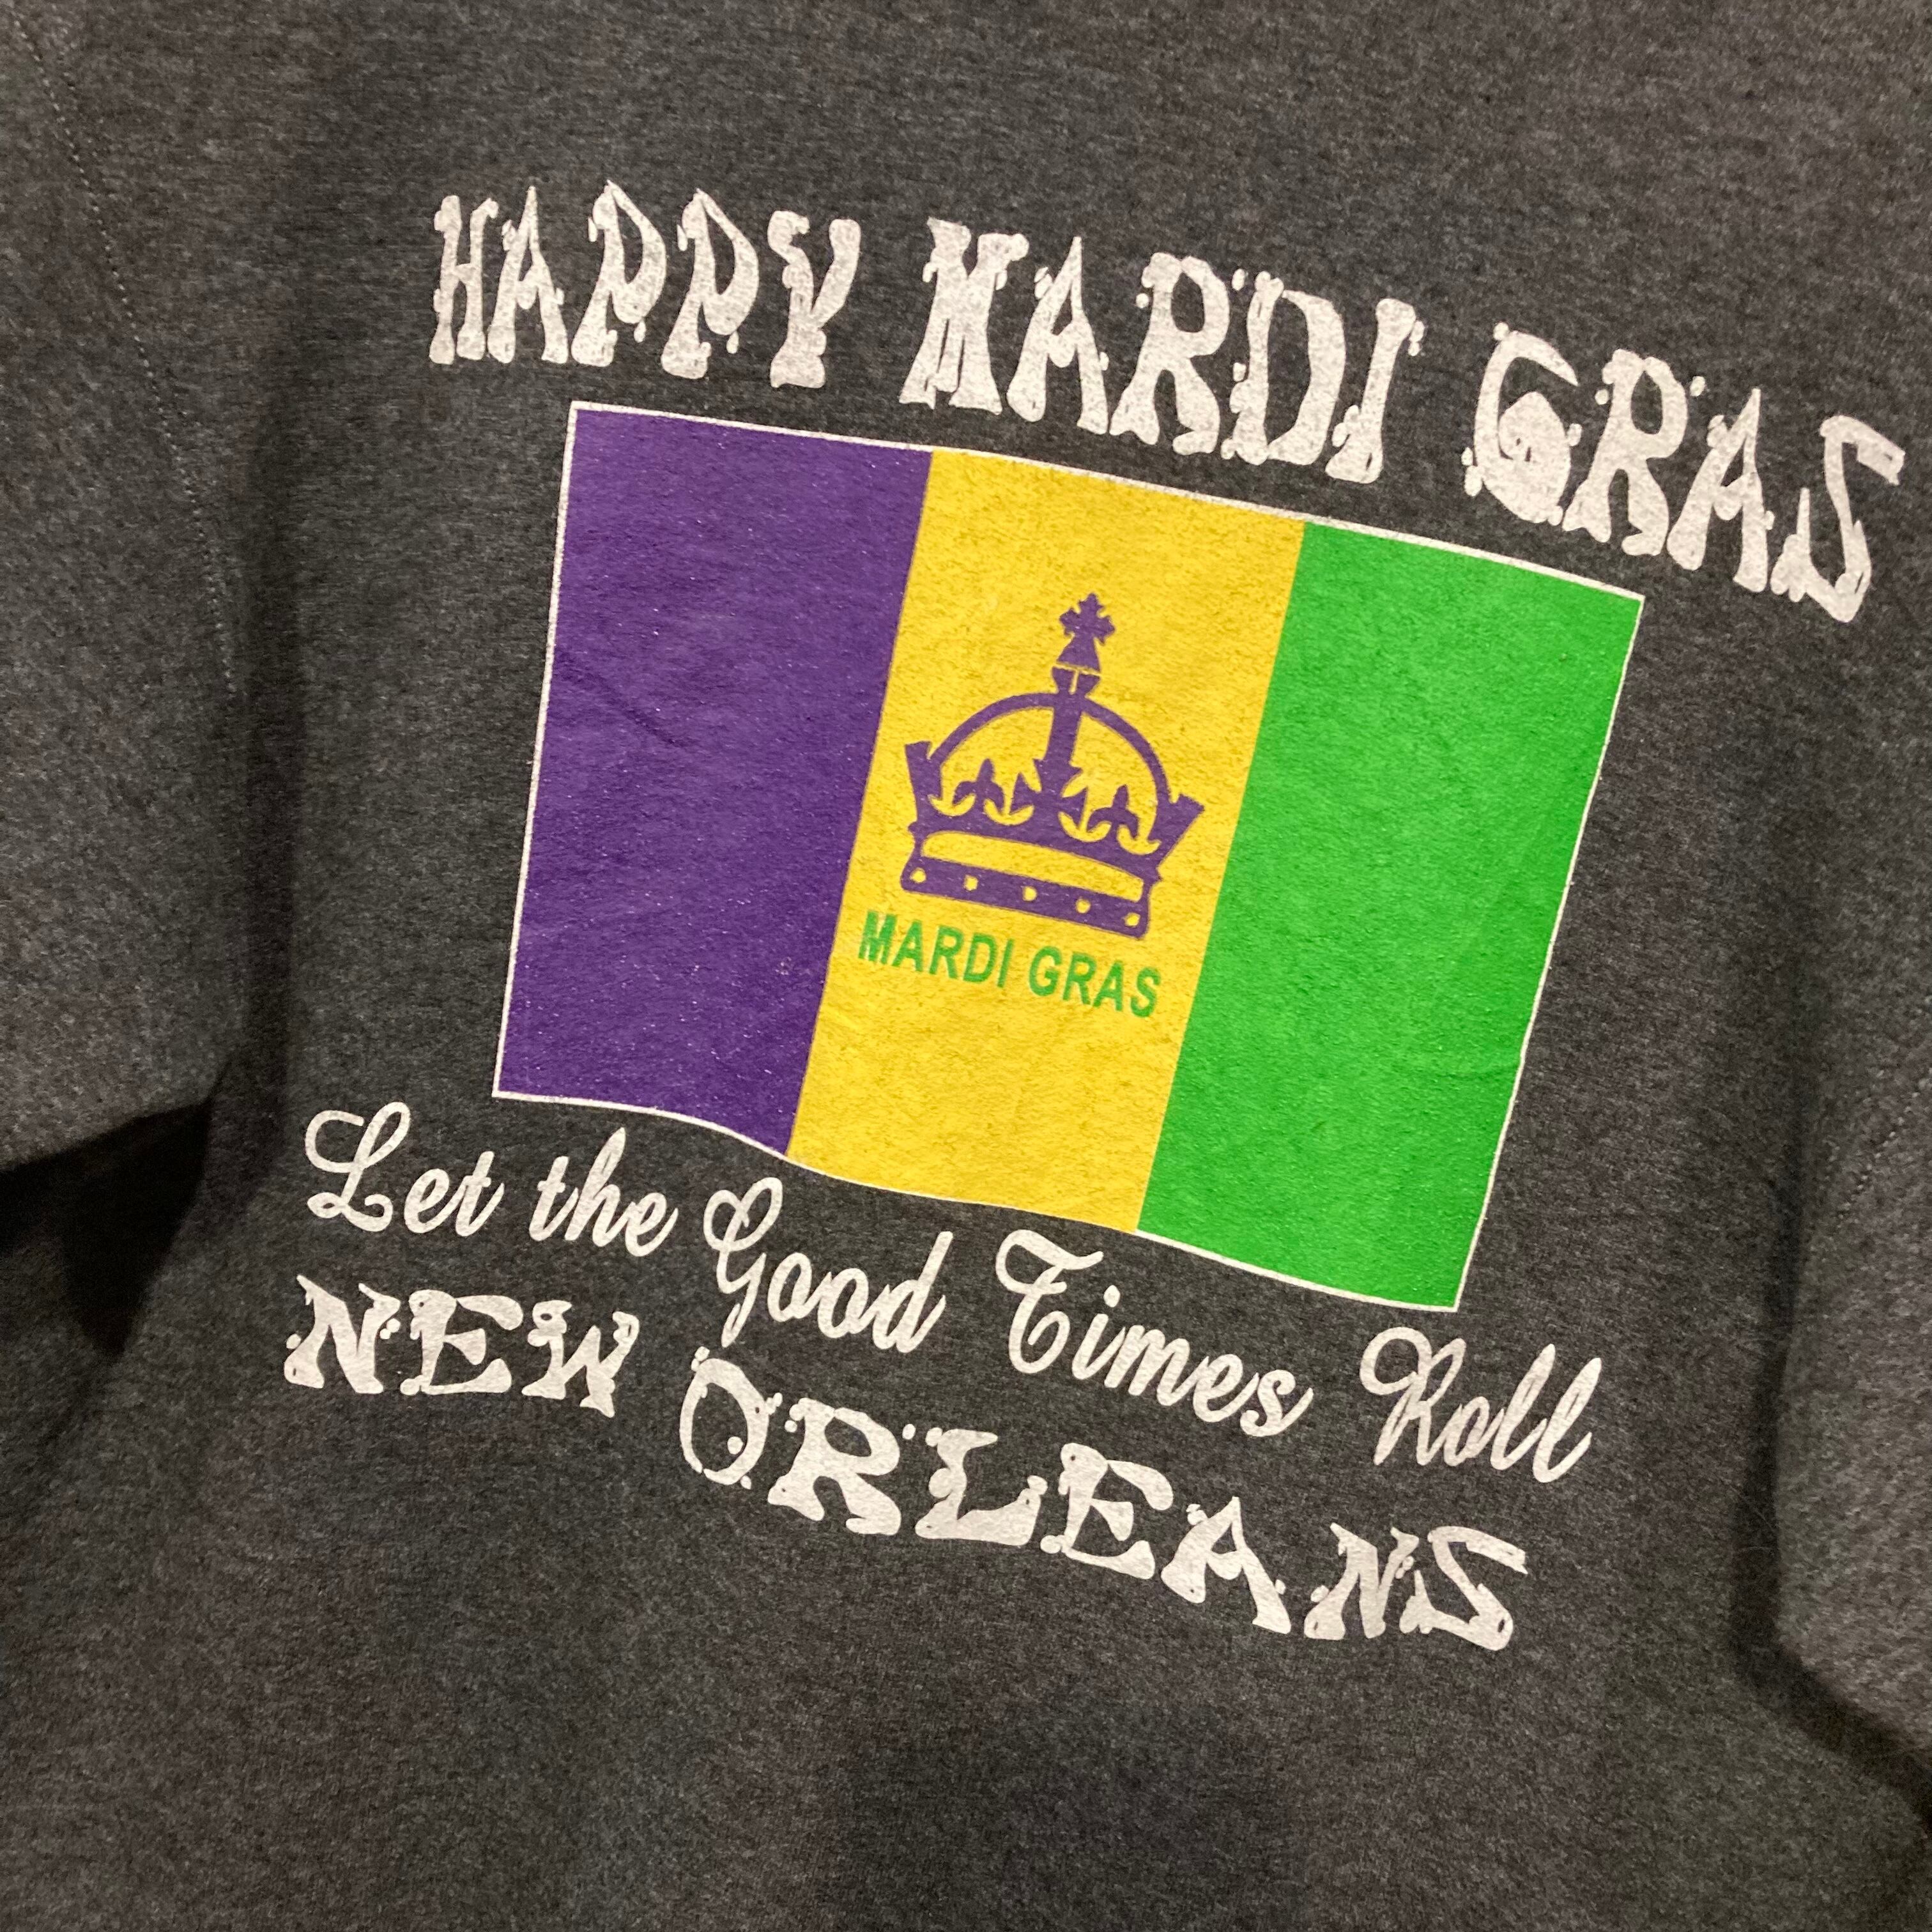 HAPPY MARDI GRAS
MARDI GRAS
Let the Good Times Roll
NEW ORLEANS